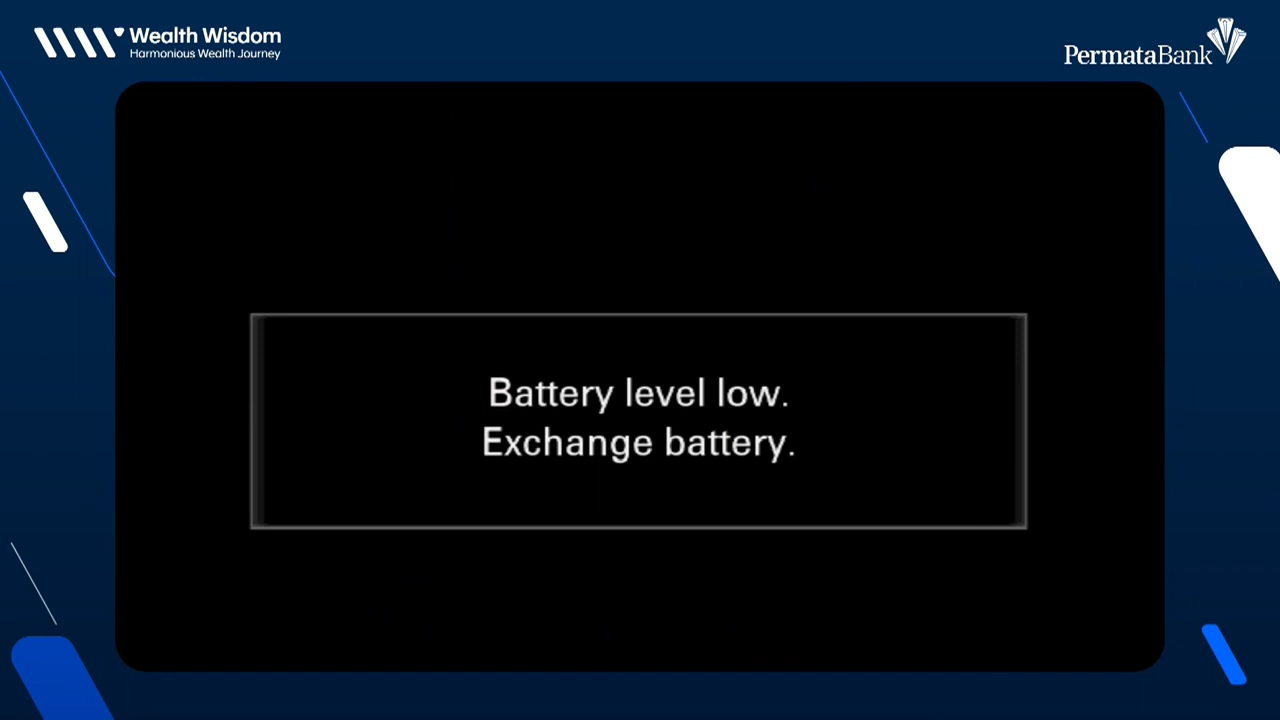 Wealth Wisdom
Harmonious Wealth Journey
PermataBank
Battery level low.
Exchange battery.